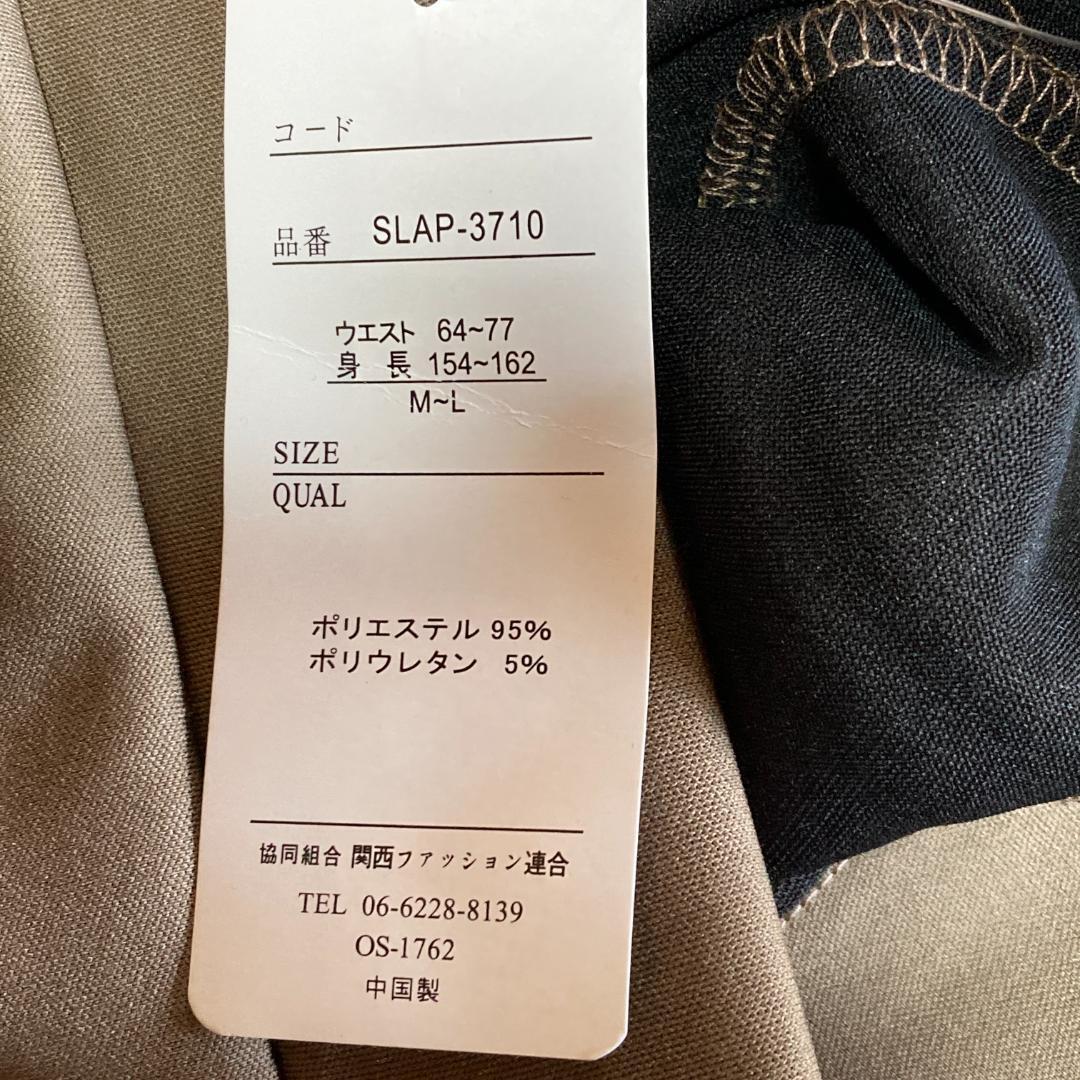 コード
品番 SLAP-3710
ウエスト 64~77
身 長 154~162
M~L
SIZE
QUAL
ポリエステル 95%
ポリウレタン 5%
協同組合 関西ファッション連合
TEL 06-6228-8139
OS-1762
中国製